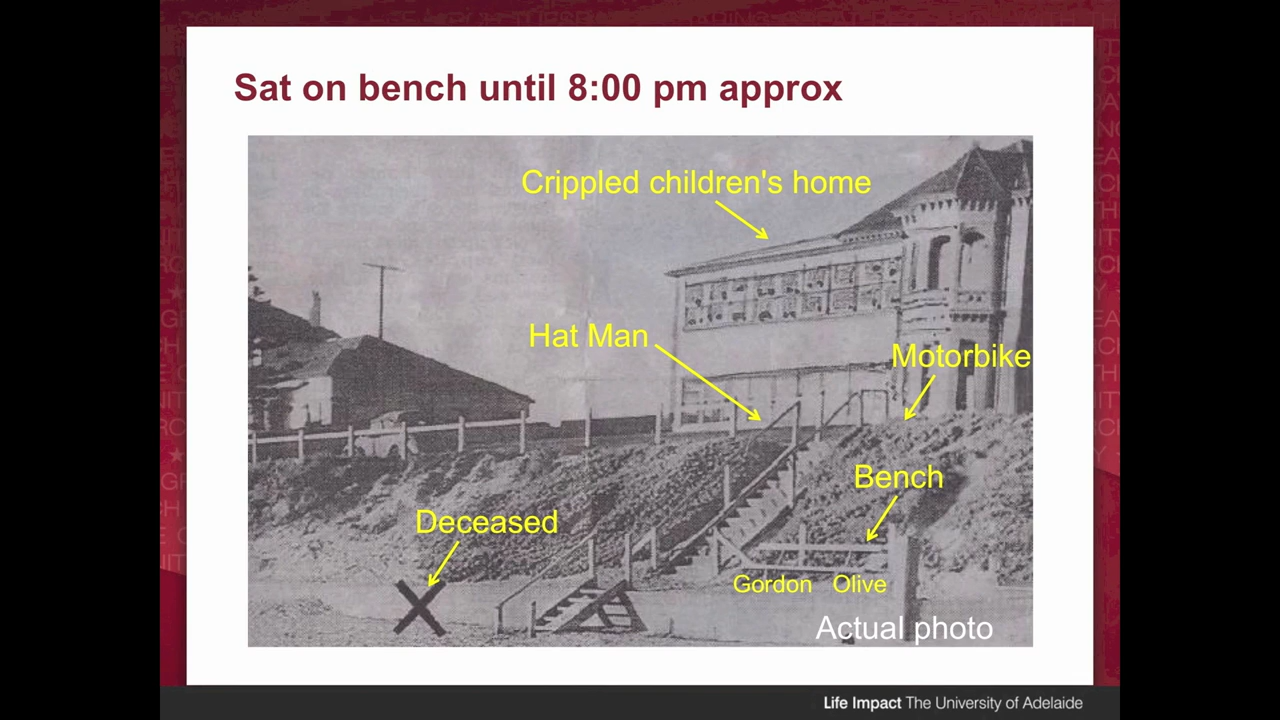 Sat on bench until 8:00 pm approx
Crippled children's home
Hat Man
Motorbike
Bench
Deceased
Gordon Olive
Actual photo
Life Impact The University of Adelaide